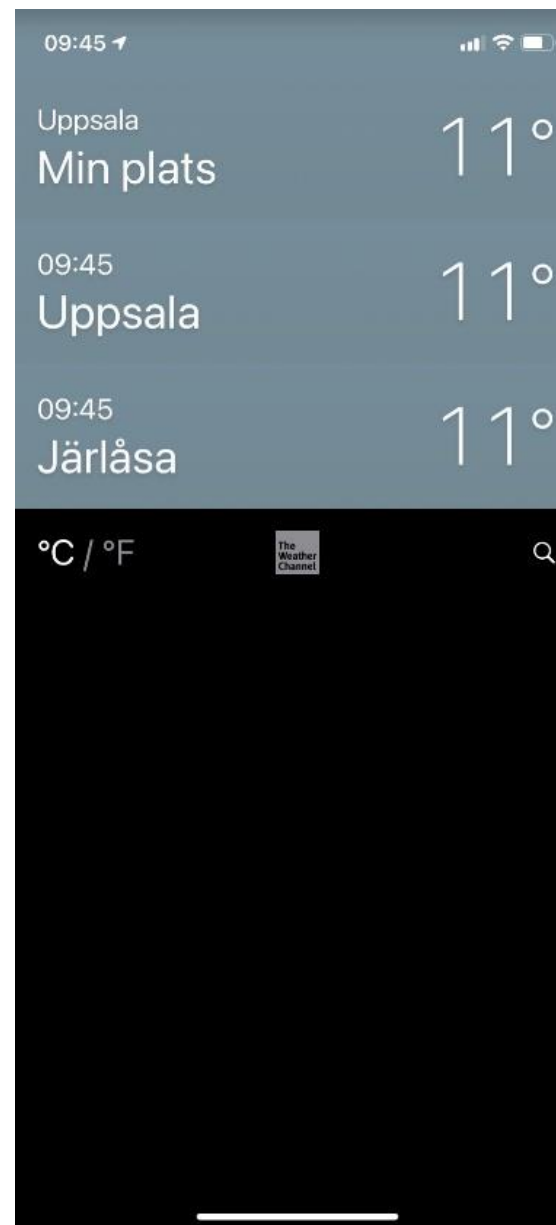 09:45
Uppsala
Min plats
11°
09:45
Uppsala
11°
09:45
Järlåsa
11°
°C / °F
The
Weather
Channel